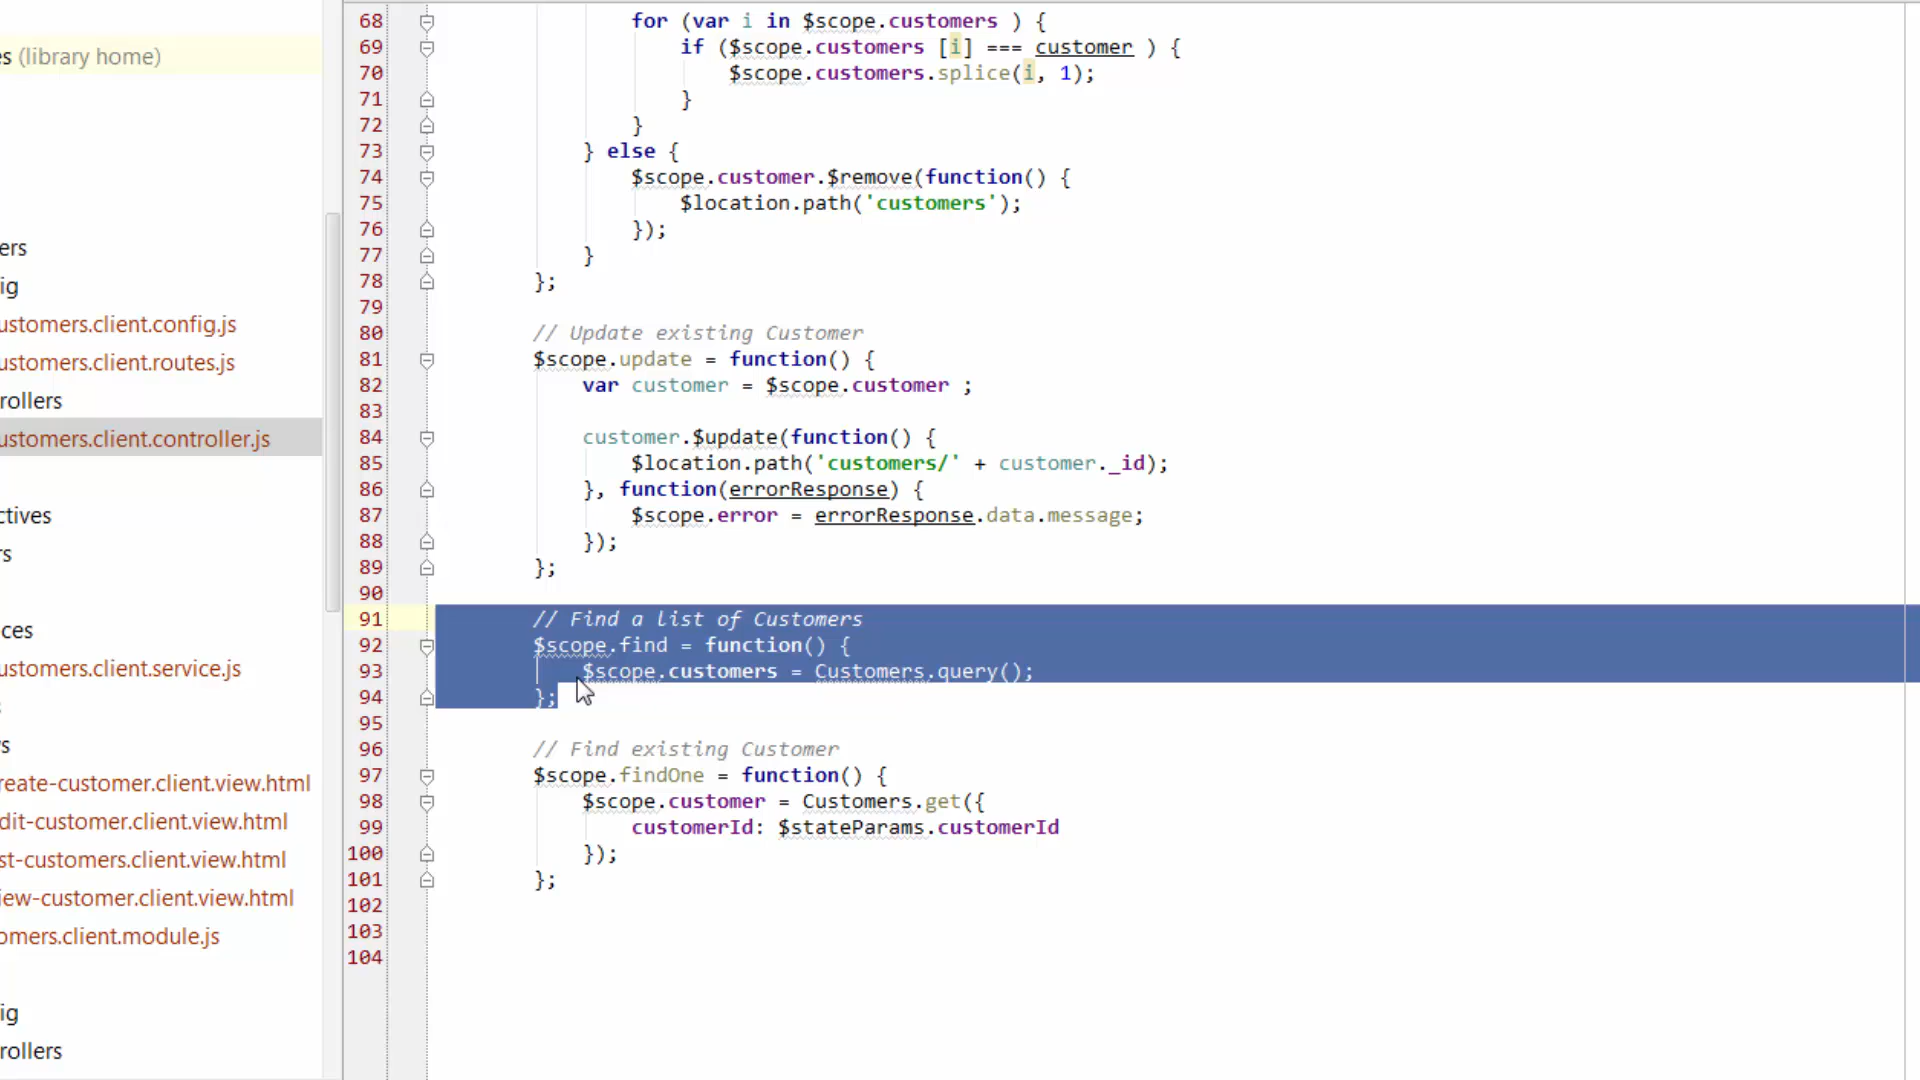 es (library home)
ers
ig
ustomers.client.config.js
ustomers.client.routes.js
rollers
ustomers.client.controller.js
ctives
rs
ces
ustomers.client.service.js
s
s
reate-customer.client.view.html
dit-customer.client.view.html
st-customers.client.view.html
iew-customer.client.view.html
omers.client.module.js
ig
rollers
68 for (var i in $scope.customers ) {
69 if ($scope.customers [i] === customer ) {
70 $scope.customers.splice(i, 1);
71 }
72 }
73 } else {
74 $scope.customer.$remove(function() {
75 $location.path('customers');
76 });
77 }
78 };
79
80 // Update existing Customer
81 $scope.update = function() {
82 var customer = $scope.customer ;
83
84 customer.$update(function() {
85 $location.path('customers/' + customer._id);
86 }, function(errorResponse) {
87 $scope.error = errorResponse.data.message;
88 });
89 };
90
91 // Find a list of Customers
92 $scope.find = function() {
93 $scope.customers = Customers.query();
94 };
95
96 // Find existing Customer
97 $scope.findOne = function() {
98 $scope.customer = Customers.get({
99 customerId: $stateParams.customerId
100 });
101 };
102
103
104